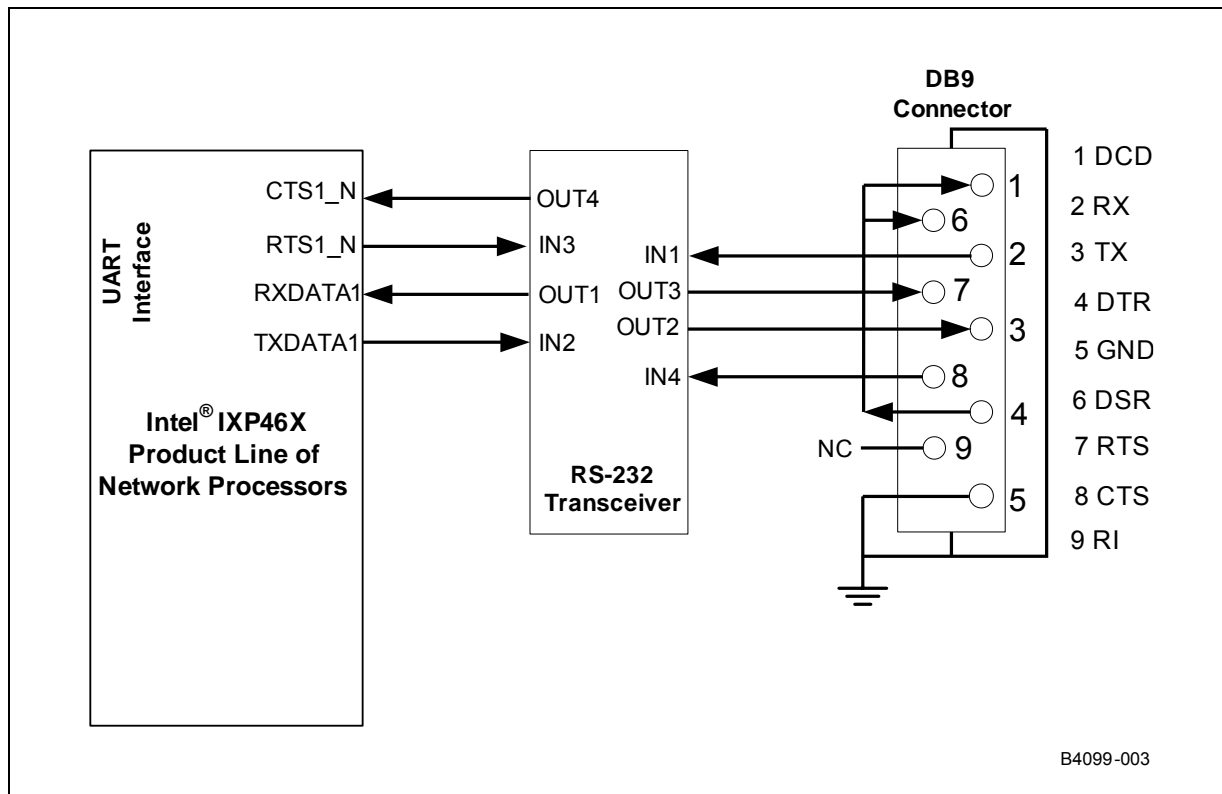 DB9
Connector
UART
Interface
CTS1_N
RTS1_N
RXDATA1
TXDATA1
Intel® IXP46X
Product Line of
Network Processors
OUT4
IN3
OUT1
IN2
IN1
OUT3
OUT2
IN4
RS-232
Transceiver
NC
1
6
2
7
3
8
4
9
5
1 DCD
2 RX
3 TX
4 DTR
5 GND
6 DSR
7 RTS
8 CTS
9 RI
B4099-003